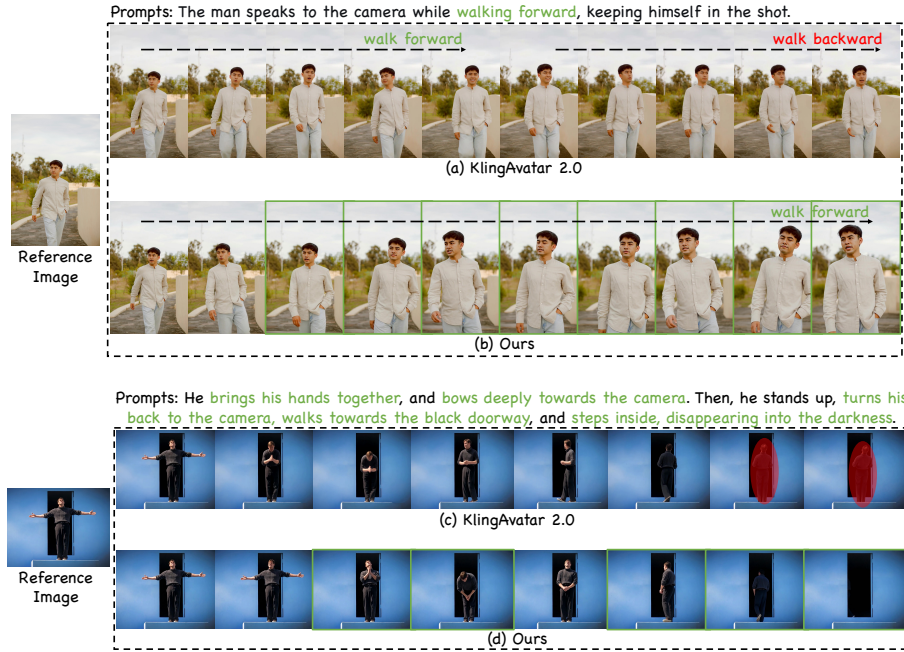 Prompts: The man speaks to the camera while walking forward, keeping himself in the shot.
walk forward
walk backward
(a) KlingAvatar 2.0
Reference
Image
walk forward
(b) Ours
Prompts: He brings his hands together, and bows deeply towards the camera. Then, he stands up, turns his
back to the camera, walks towards the black doorway, and steps inside, disappearing into the darkness.
(c) KlingAvatar 2.0
Reference
Image
(d) Ours